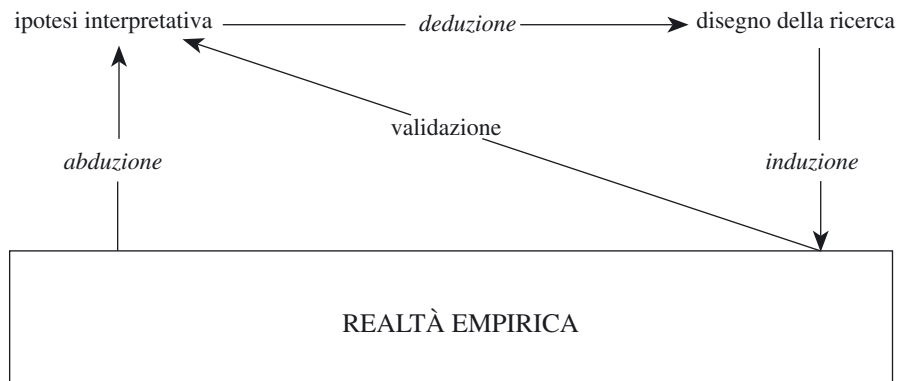 ipotesi interpretativa
deduzione
disegno della ricerca
validazione
abduzione
induzione
REALTÀ EMPIRICA